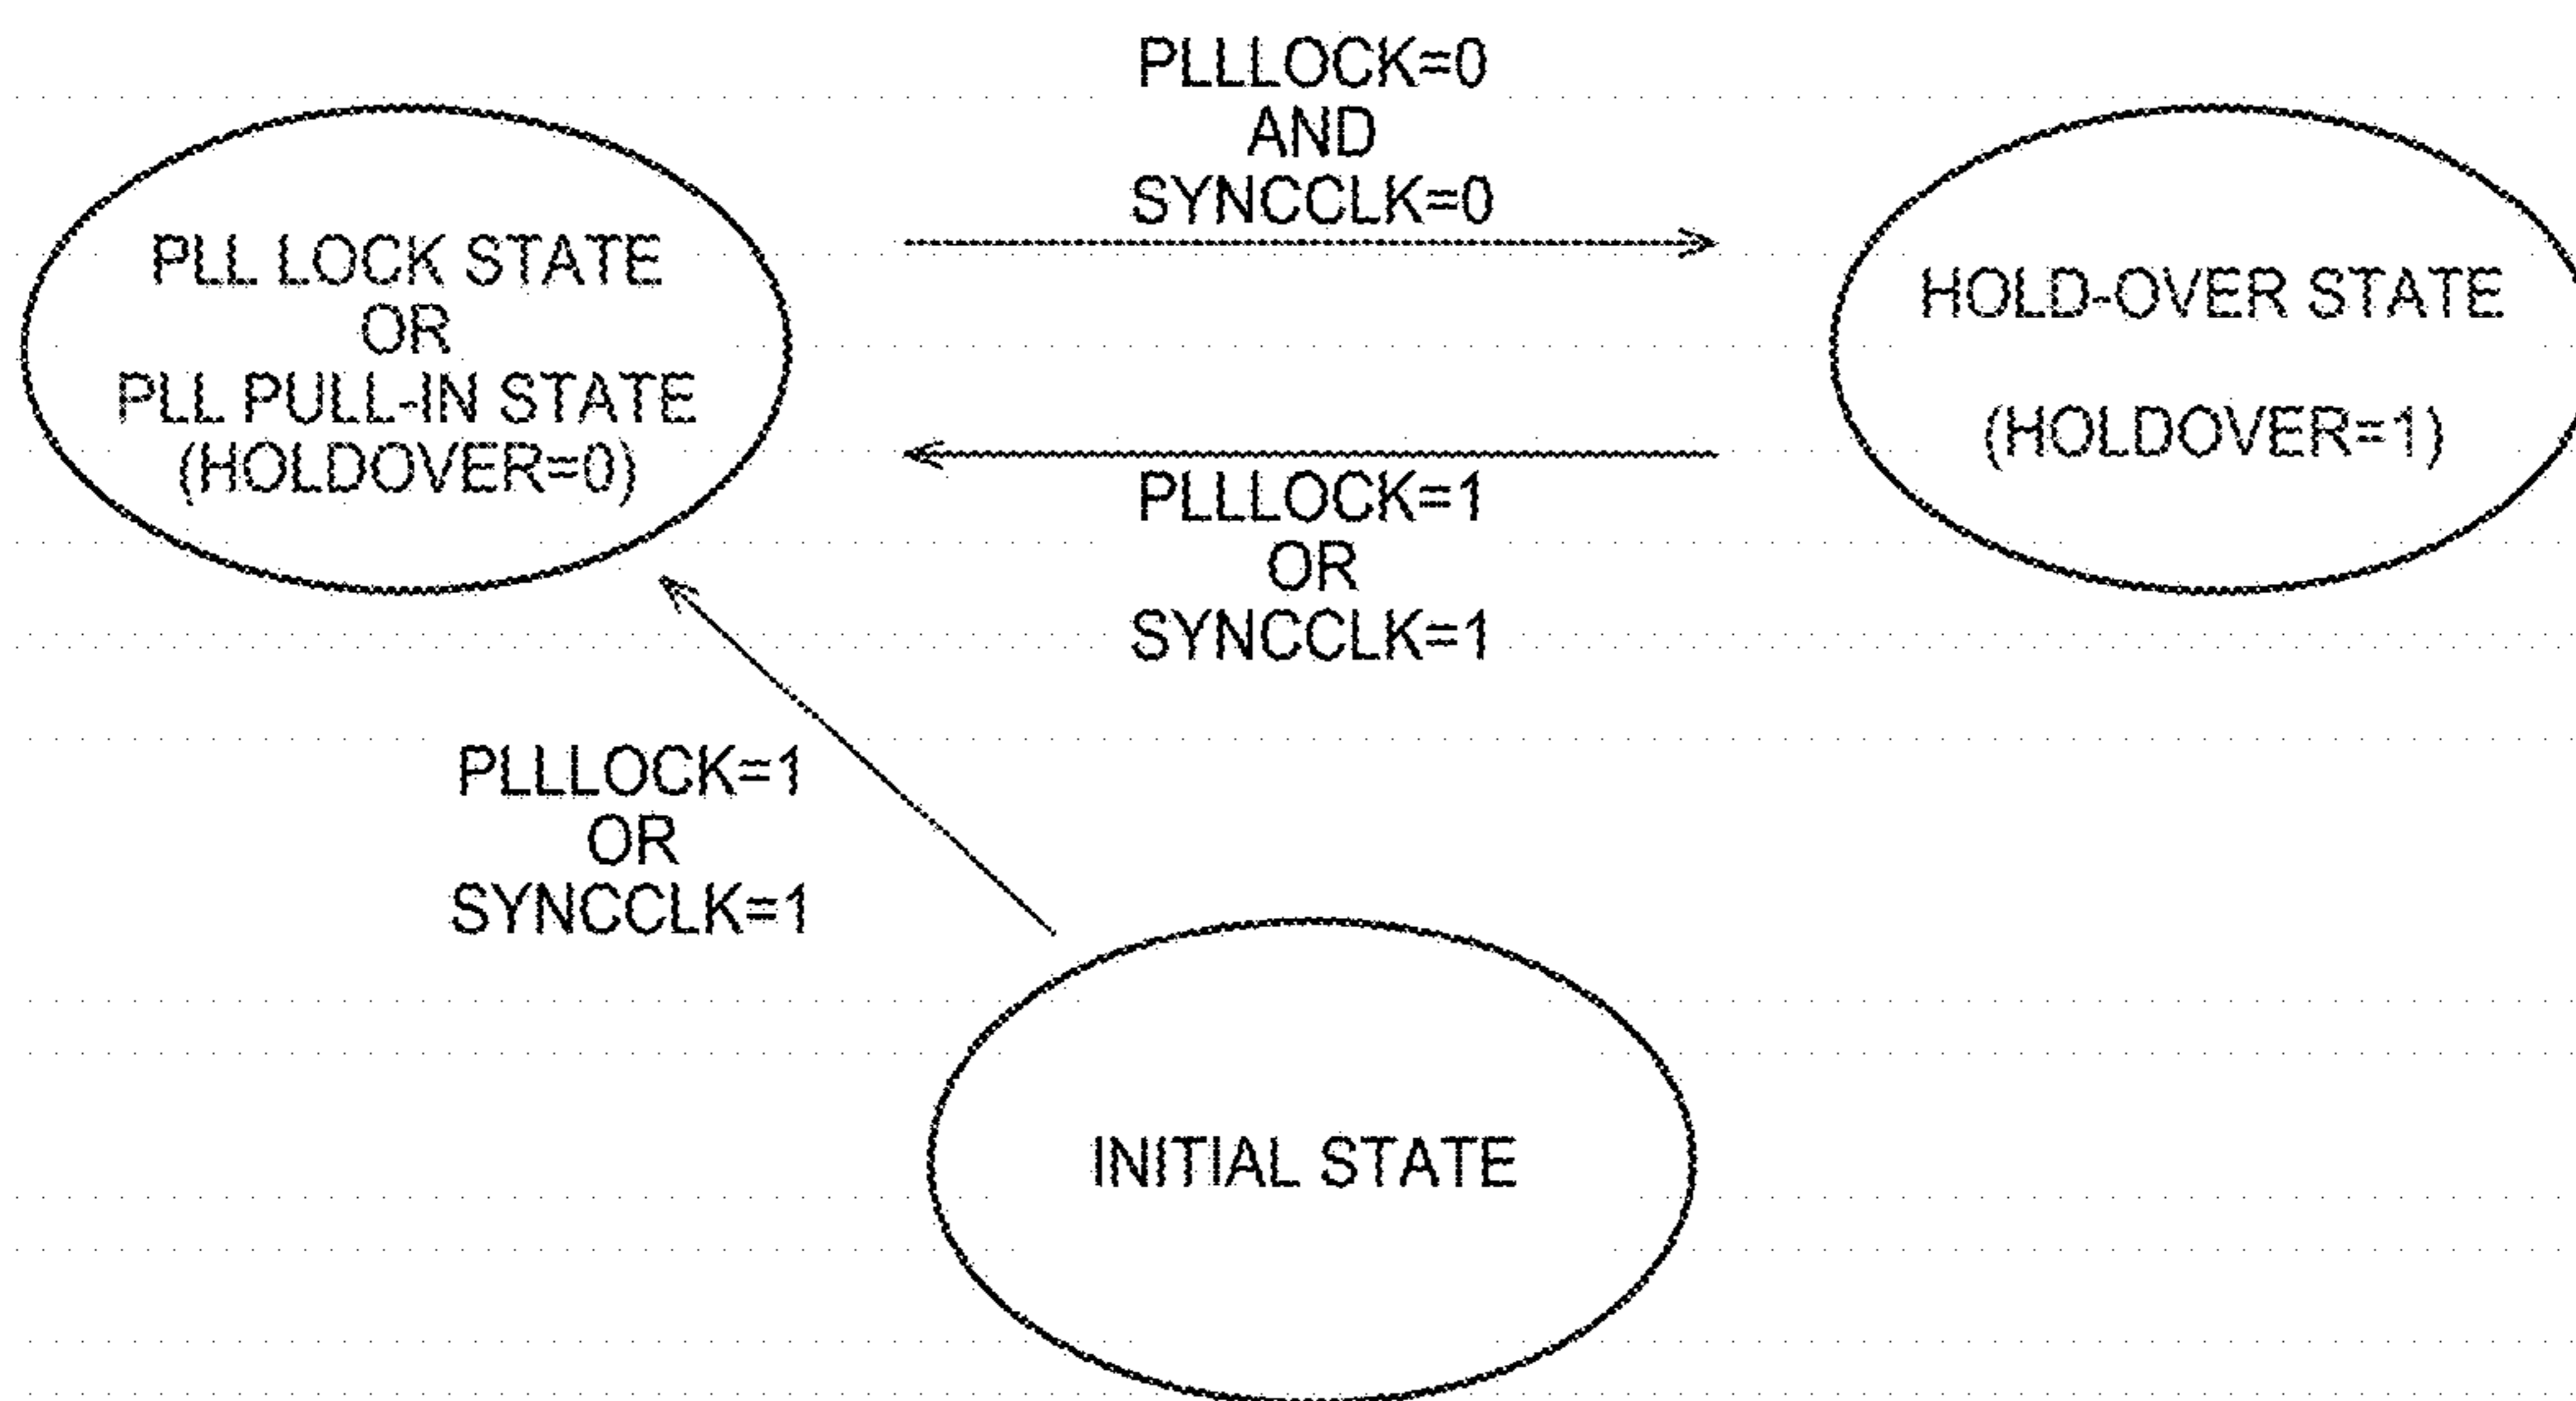 PLLLOCK=0
AND
SYNCCLK=0
PLL LOCK STATE
OR
PLL PULL-IN STATE
(HOLDOVER=0)
HOLD-OVER STATE
(HOLDOVER=1)
PLLLOCK=1
OR
SYNCCLK=1
PLLLOCK=1
OR
SYNCCLK=1
INITIAL STATE